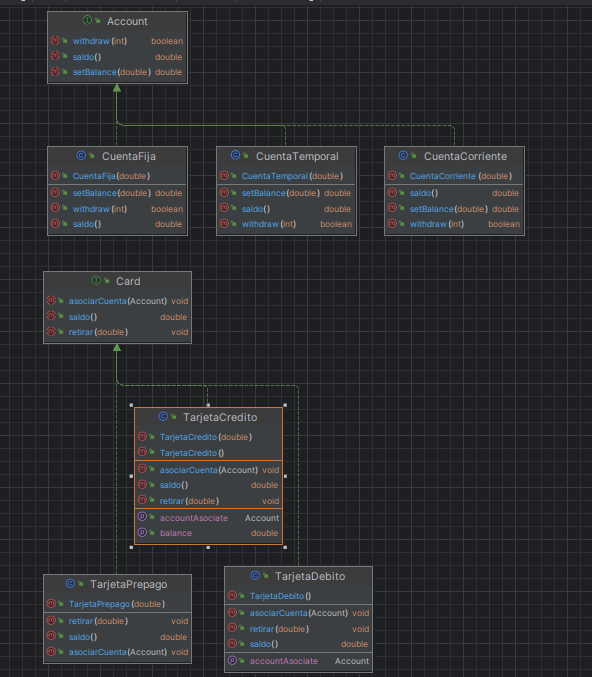 Account
withdraw(int) boolean
saldo() double
setBalance(double) double
CuentaFija
CuentaFija(double)
setBalance(double) double
withdraw(int) boolean
saldo() double
CuentaTemporal
CuentaTemporal(double)
setBalance(double) double
saldo() double
withdraw(int) boolean
CuentaCorriente
CuentaCorriente(double)
saldo() double
setBalance(double) double
withdraw(int) boolean
Card
asociarCuenta(Account) void
saldo() double
retirar(double) void
TarjetaCredito
TarjetaCredito(double)
TarjetaCredito()
asociarCuenta(Account) void
saldo() double
retirar(double) void
accountAsociate Account
balance double
TarjetaPrepago
TarjetaPrepago(double)
retirar(double) void
saldo() double
asociarCuenta(Account) void
TarjetaDebito
TarjetaDebito()
asociarCuenta(Account) void
retirar(double) void
saldo() double
accountAsociate Account